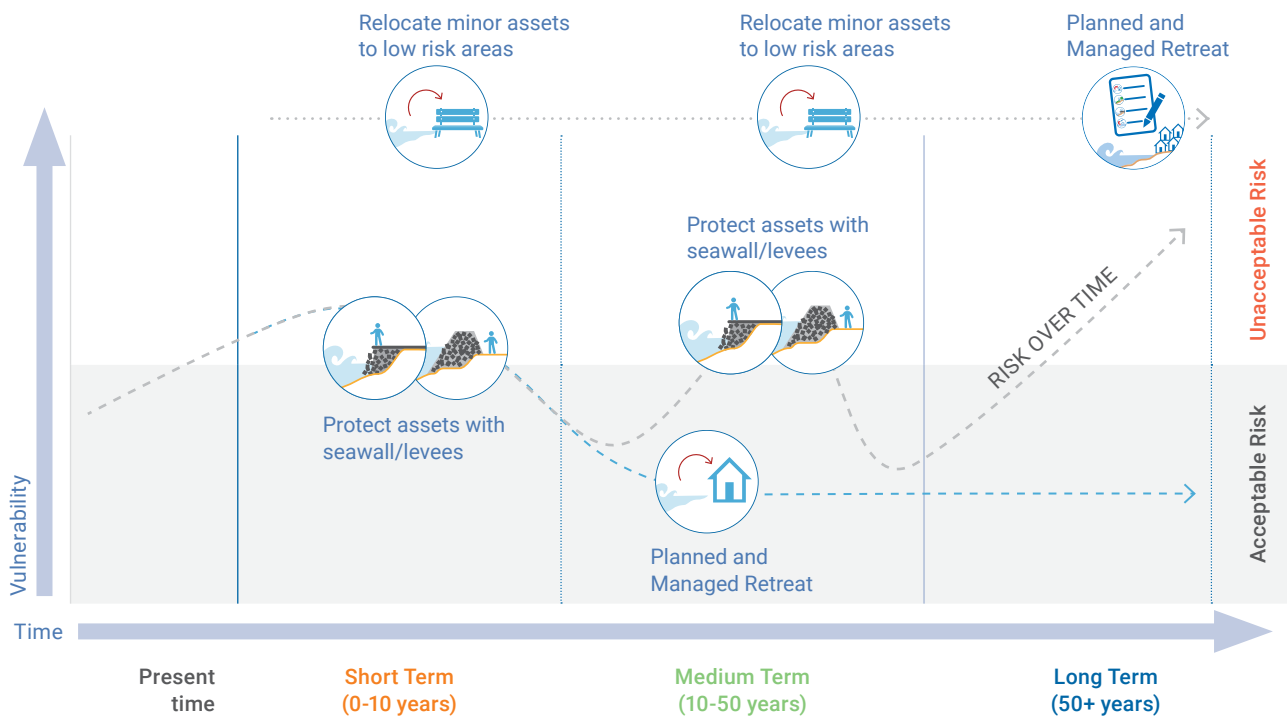 Relocate minor assets
to low risk areas
Relocate minor assets
to low risk areas
Planned and
Managed Retreat
Protect assets with
seawall/levees
Protect assets with
seawall/levees
Planned and
Managed Retreat
RISK OVER TIME
Unacceptable Risk
Acceptable Risk
Vulnerability
Time
Present
time
Short Term
(0-10 years)
Medium Term
(10-50 years)
Long Term
(50+ years)